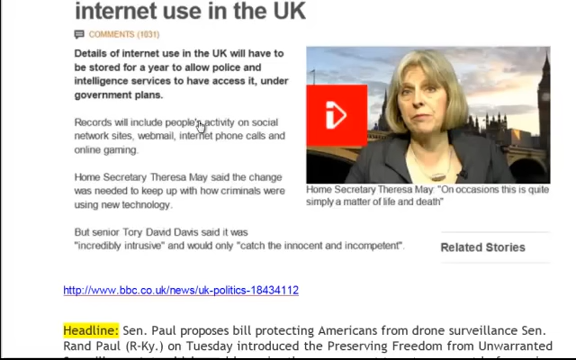 internet use in the UK
COMMENTS (1031)
Details of internet use in the UK will have to
be stored for a year to allow police and
intelligence services to have access it, under
government plans.
Records will include people's activity on social
network sites, webmail, internet phone calls and
online gaming.
Home Secretary Theresa May said the change
was needed to keep up with how criminals were
using new technology.
But senior Tory David Davis said it was
"incredibly intrusive" and would only "catch the innocent and incompetent".
Home Secretary Theresa May: "On occasions this is quite
simply a matter of life and death"
Related Stories
http://www.bbc.co.uk/news/uk-politics-18434112
Headline: Sen. Paul proposes bill protecting Americans from drone surveillance Sen.
Rand Paul (R-Ky.) on Tuesday introduced the Preserving Freedom from Unwarranted